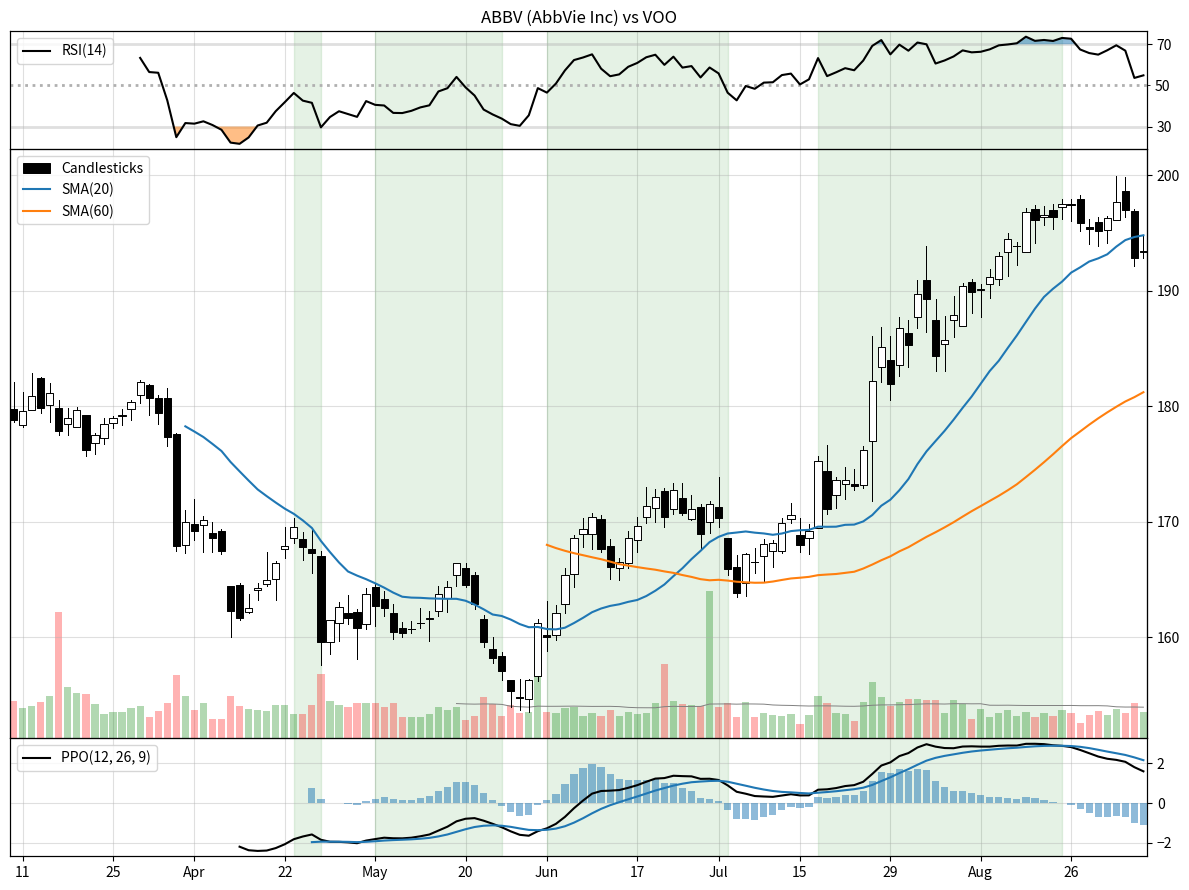 ABBV (AbbVie Inc) vs VOO
RSI(14)
70
50
30
Candlesticks
SMA(20)
SMA(60)
200
190
180
170
160
PPO(12, 26, 9)
2
0
−2
11 25 Apr 22 May 20 Jun 17 Jul 15 29 Aug 26